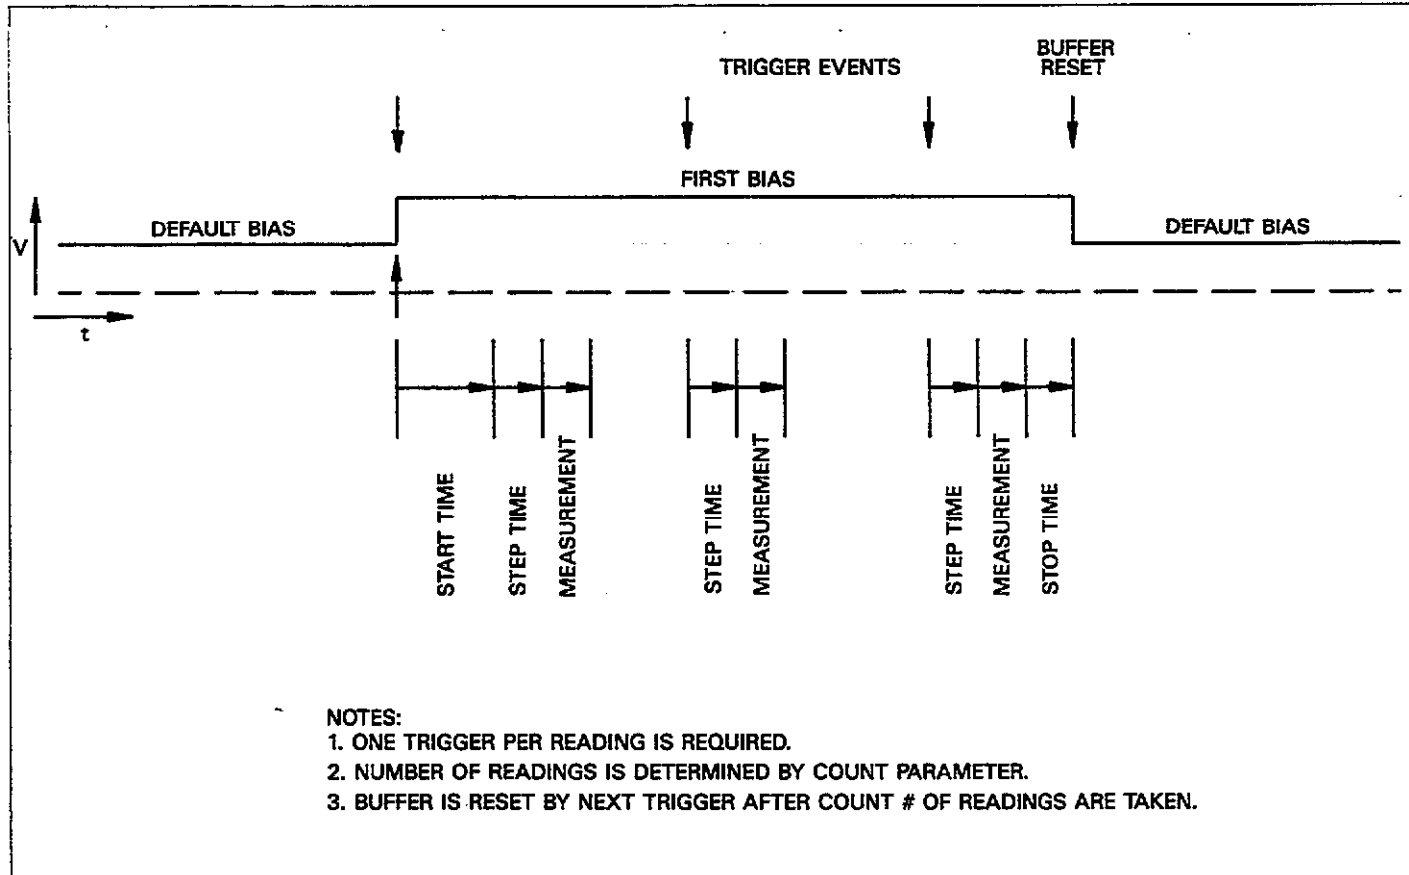 BUFFER
RESET
TRIGGER EVENTS
FIRST BIAS
DEFAULT BIAS
DEFAULT BIAS
V
t
START TIME
STEP TIME
MEASUREMENT
STEP TIME
MEASUREMENT
STEP TIME
MEASUREMENT
STOP TIME
NOTES:
1. ONE TRIGGER PER READING IS REQUIRED.
2. NUMBER OF READINGS IS DETERMINED BY COUNT PARAMETER.
3. BUFFER IS RESET BY NEXT TRIGGER AFTER COUNT # OF READINGS ARE TAKEN.